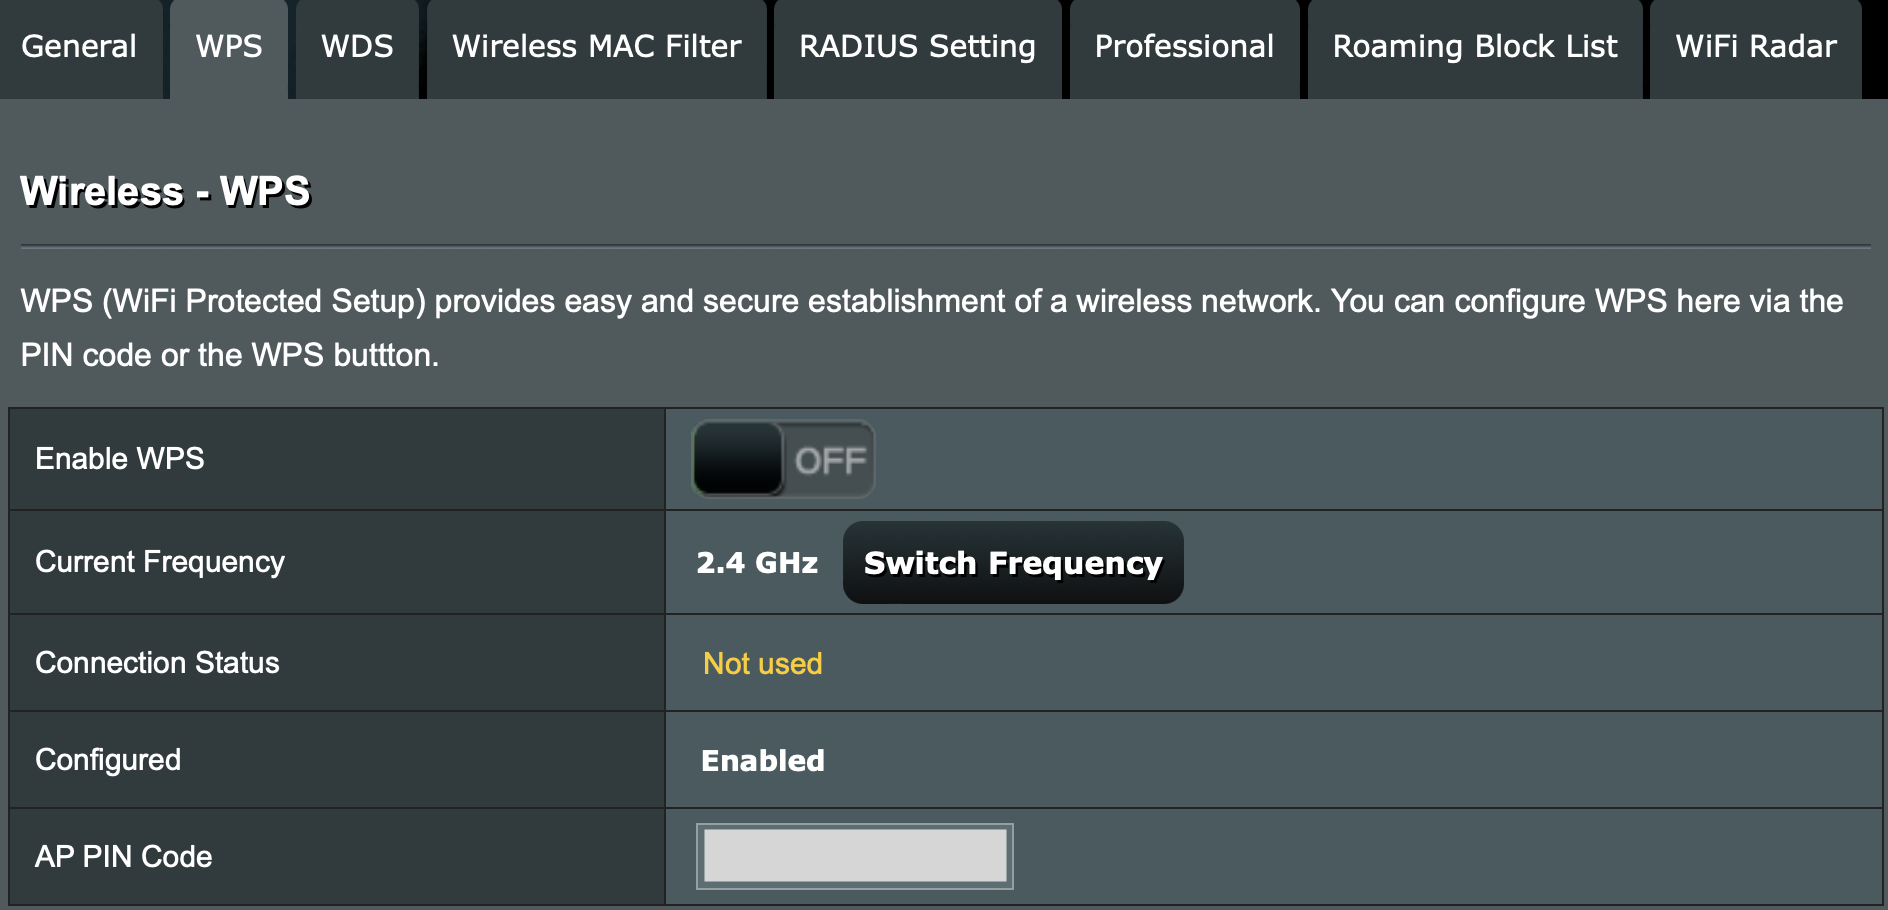 General WPS WDS Wireless MAC Filter RADIUS Setting Professional Roaming Block List WiFi Radar
Wireless - WPS
WPS (WiFi Protected Setup) provides easy and secure establishment of a wireless network. You can configure WPS here via the
PIN code or the WPS buttton.
Enable WPS OFF
Current Frequency 2.4 GHz Switch Frequency
Connection Status Not used
Configured Enabled
AP PIN Code